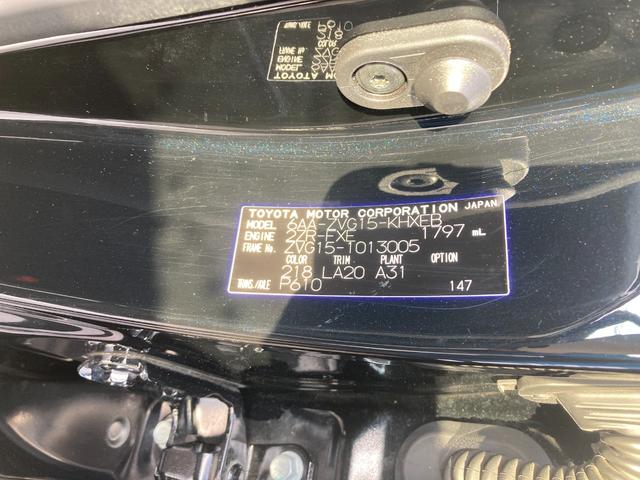 TOYOTA MOTOR CORPORATION JAPAN
MODEL 6AA-ZVG15-KHXEB
ENGINE 2ZR-FXE 1797 mL
FRAME No. ZVG15-T013005
COLOR TRIM PLANT
218 LA20 A31
TRANS./AXLE P610 147